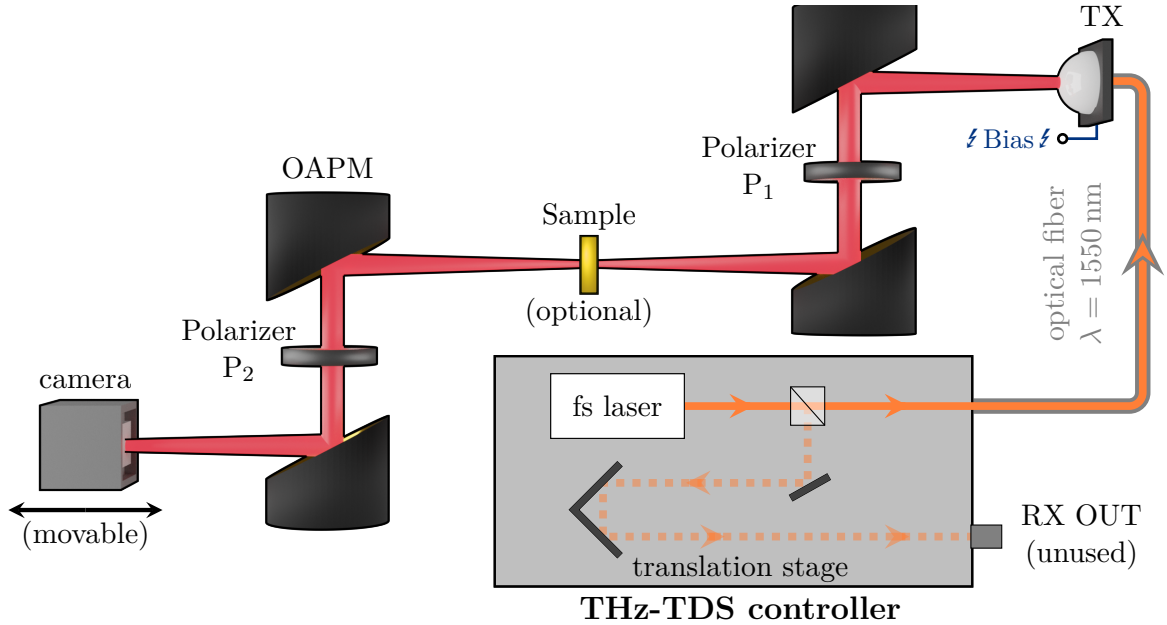 TX
Bias
Polarizer
P₁
OAPM
Sample
(optional)
optical fiber
λ = 1550 nm
Polarizer
P₂
camera
(movable)
fs laser
RX OUT
(unused)
translation stage
THz-TDS controller